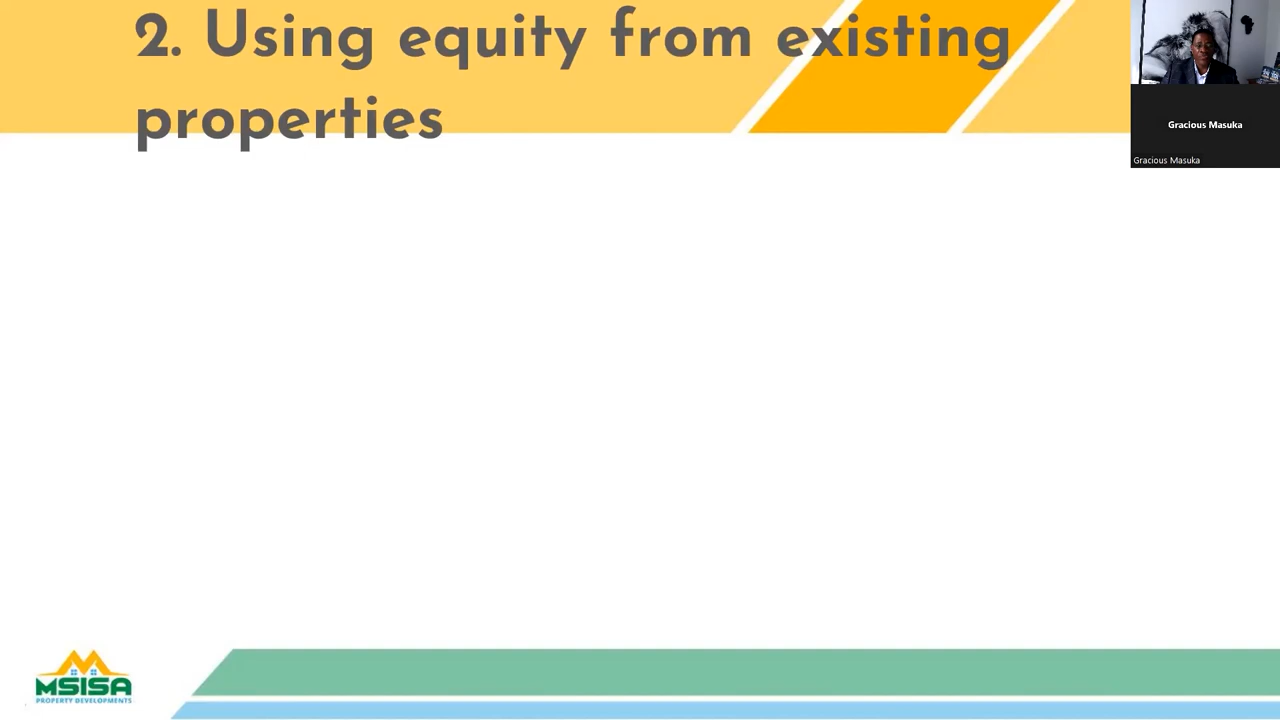 2. Using equity from existing
properties
Gracious Masuka
Gracious Masuka
MSISA
PROPERTY DEVELOPMENTS